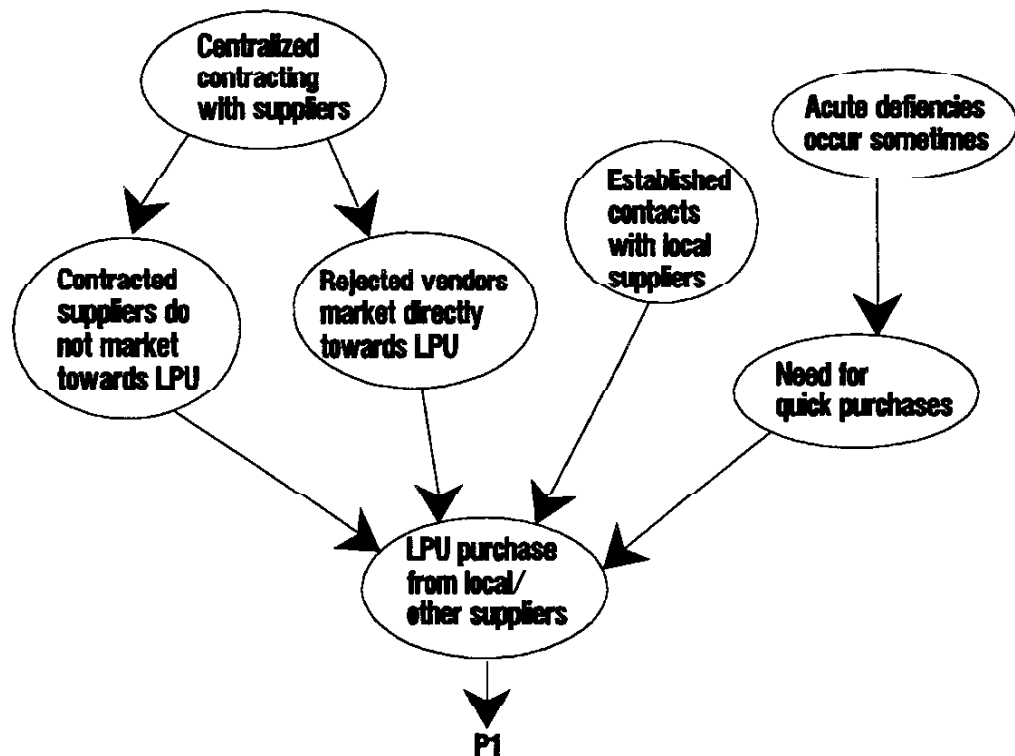 Centralized
contracting
with suppliers
Acute defiencies
occur sometimes
Established
contacts
with local
suppliers
Contracted
suppliers do
not market
towards LPU
Rejected vendors
market directly
towards LPU
Need for
quick purchases
LPU purchase
from local/
other suppliers
P1